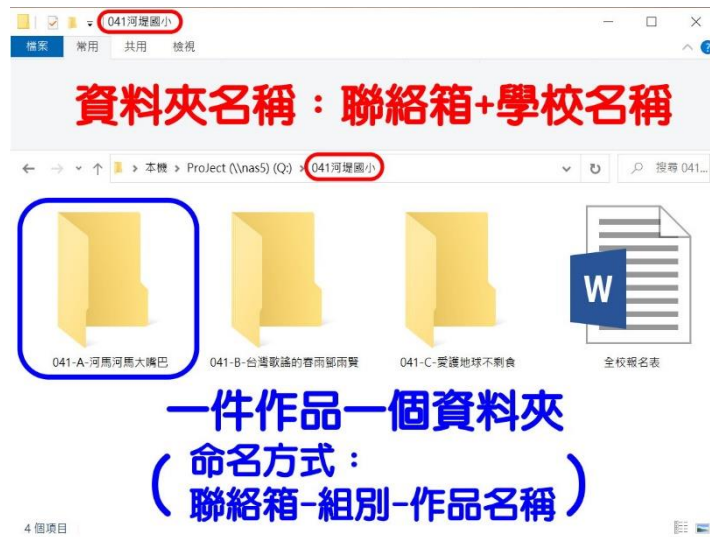 041河堤國小
檔案 常用 共用 檢視
資料夾名稱：聯絡箱+學校名稱
本機 > ProJect (\\nas5) (Q:) > 041河堤國小
搜尋 041...
W
041-A-河馬河馬大嘴巴 041-B-台灣歌謠的春雨鄧雨賢 041-C-愛護地球不剩食 全校報名表
一件作品一個資料夾
（命名方式：
聯絡箱-組別-作品名稱）
4 個項目